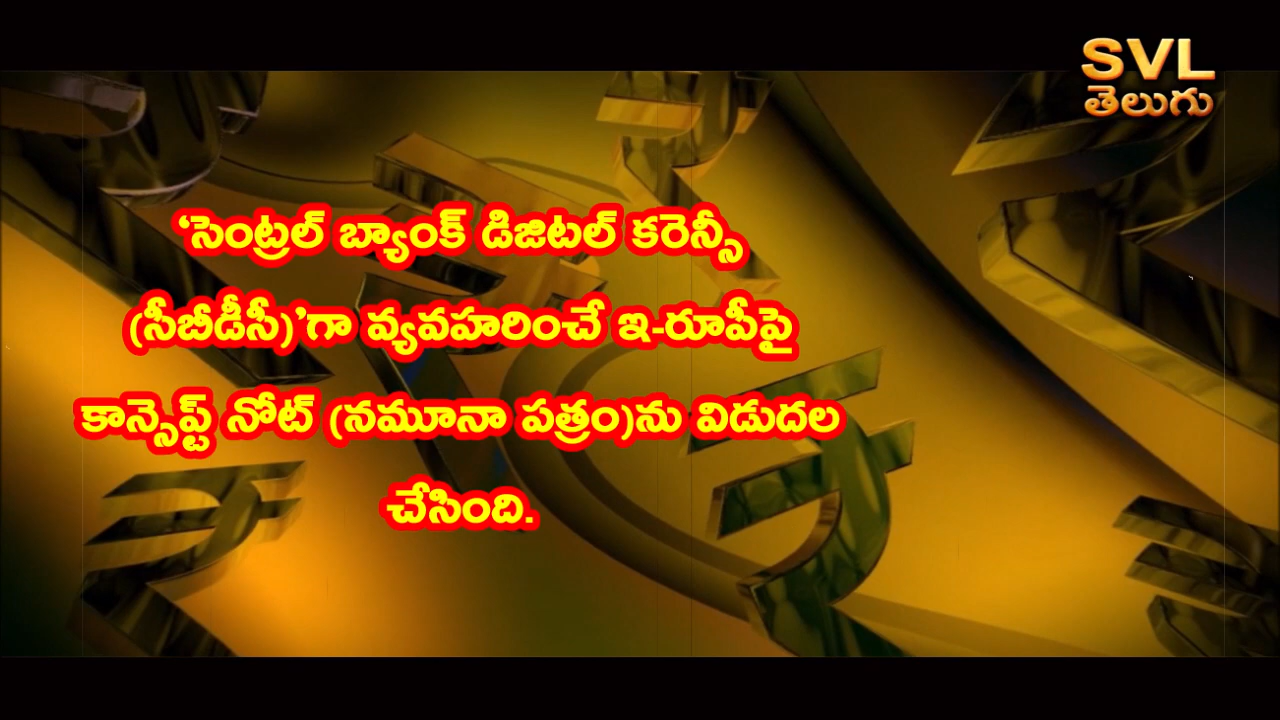 SVL
తెలుగు
‘సెంట్రల్ బ్యాంక్ డిజిటల్ కరెన్సీ
(సీబీడీసీ)’గా వ్యవహరించే ఇ-రూపీపై
కాన్సెప్ట్ నోట్ (నమూనా పత్రం)ను విడుదల
చేసింది.